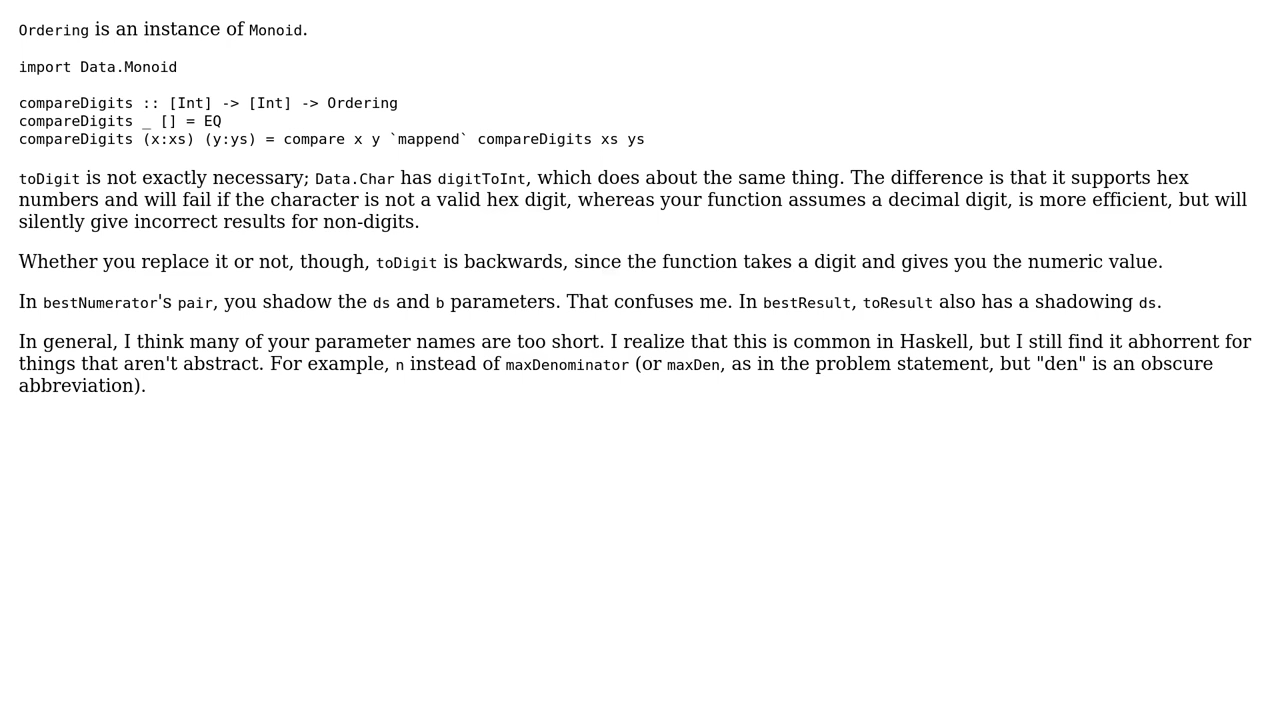 Ordering is an instance of Monoid.
import Data.Monoid
compareDigits :: [Int] -> [Int] -> Ordering
compareDigits _ [] = EQ
compareDigits (x:xs) (y:ys) = compare x y `mappend` compareDigits xs ys
toDigit is not exactly necessary; Data.Char has digitToInt, which does about the same thing. The difference is that it supports hex
numbers and will fail if the character is not a valid hex digit, whereas your function assumes a decimal digit, is more efficient, but will
silently give incorrect results for non-digits.
Whether you replace it or not, though, toDigit is backwards, since the function takes a digit and gives you the numeric value.
In bestNumerator's pair, you shadow the ds and b parameters. That confuses me. In bestResult, toResult also has a shadowing ds.
In general, I think many of your parameter names are too short. I realize that this is common in Haskell, but I still find it abhorrent for
things that aren't abstract. For example, n instead of maxDenominator (or maxDen, as in the problem statement, but "den" is an obscure
abbreviation).